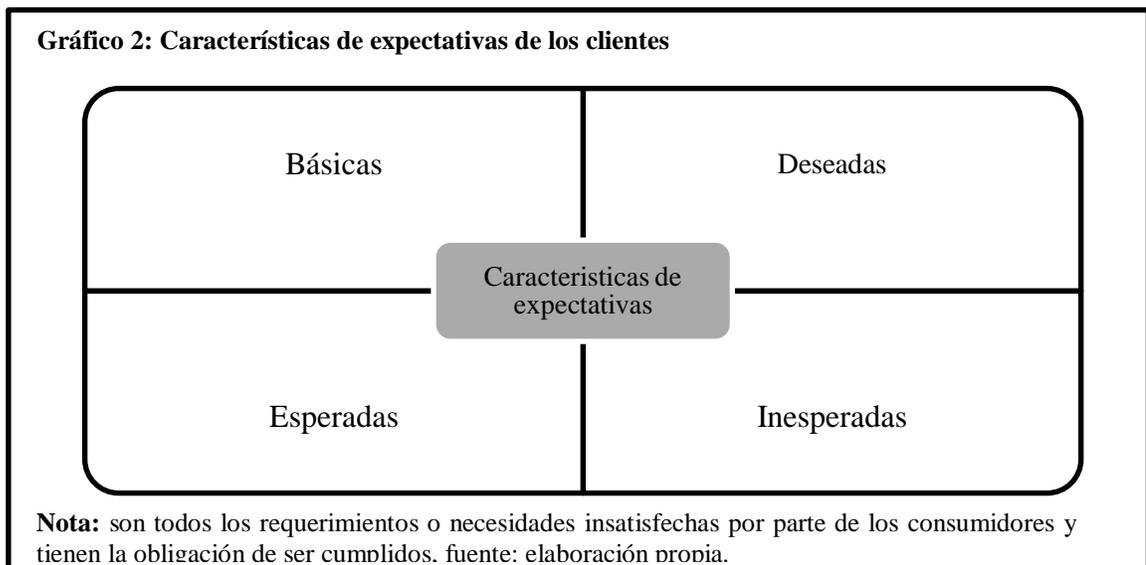 Gráfico 2: Características de expectativas de los clientes
Básicas
Deseadas
Caracteristicas de
expectativas
Esperadas
Inesperadas
Nota: son todos los requerimientos o necesidades insatisfechas por parte de los consumidores y
tienen la obligación de ser cumplidos, fuente: elaboración propia.